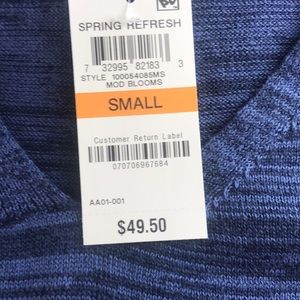 SPRING REFRESH
7 32995 82183 3
STYLE 100054085MS
MOD BLOOMS
SMALL
Customer Return Label
070706967684
AA01-001
$49.50